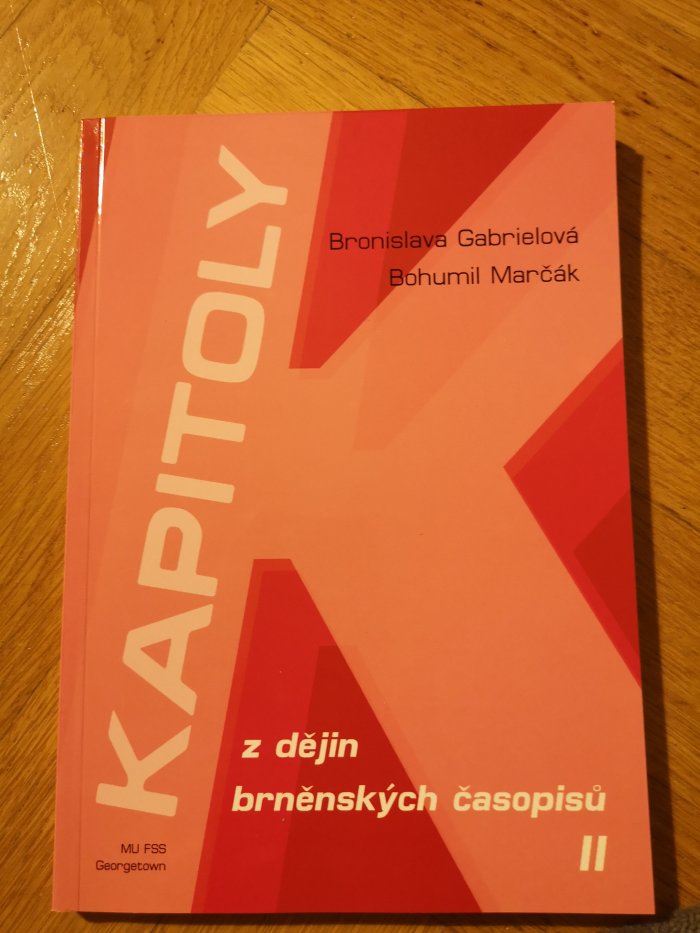 Bronislava Gabrielová
Bohumil Marčák
KAPITOLY
z dějin
brněnských časopisů
II
MU FSS
Georgetown